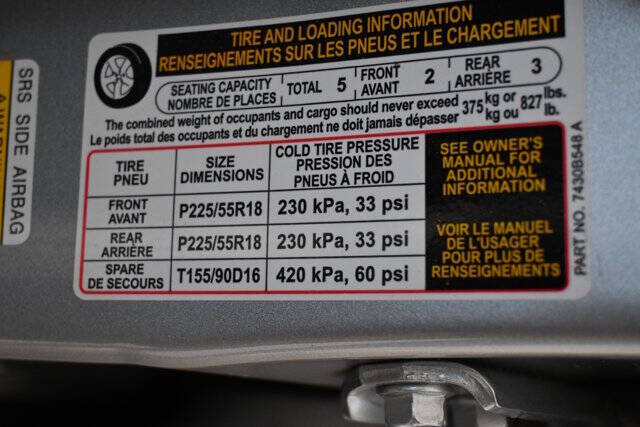 TIRE AND LOADING INFORMATION
RENSEIGNEMENTS SUR LES PNEUS ET LE CHARGEMENT
SEATING CAPACITY
NOMBRE DE PLACES
TOTAL 5
FRONT
AVANT
2
REAR
ARRIÈRE
3
The combined weight of occupants and cargo should never exceed 375 kg or 827 lbs.
Le poids total des occupants et du chargement ne doit jamais dépasser 375 kg ou 827 lb.
TIRE
PNEU
SIZE
DIMENSIONS
COLD TIRE PRESSURE
PRESSION DES
PNEUS À FROID
FRONT
AVANT
P225/55R18
230 kPa, 33 psi
REAR
ARRIÈRE
P225/55R18
230 kPa, 33 psi
SPARE
DE SECOURS
T155/90D16
420 kPa, 60 psi
SEE OWNER'S
MANUAL FOR
ADDITIONAL
INFORMATION
VOIR LE MANUEL
DE L'USAGER
POUR PLUS DE
RENSEIGNEMENTS
PART NO. 7430B548 A
SRS SIDE AIRBAG